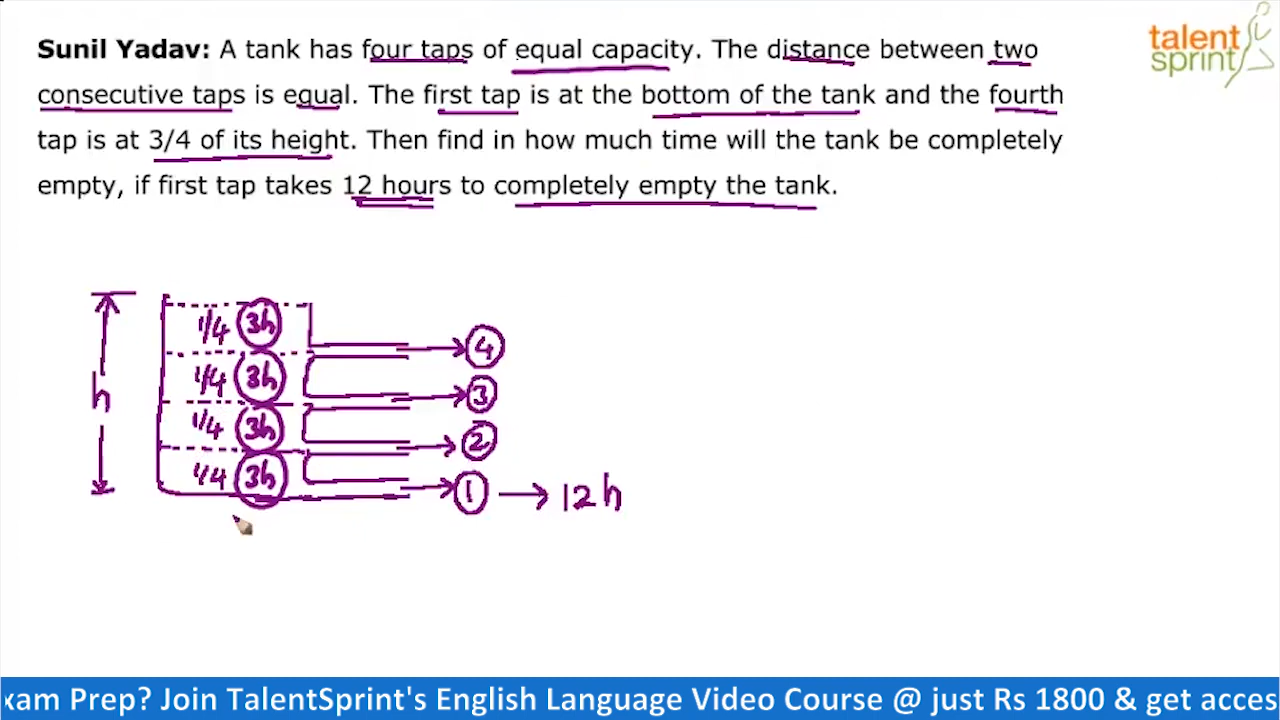 Sunil Yadav: A tank has four taps of equal capacity. The distance between two
consecutive taps is equal. The first tap is at the bottom of the tank and the fourth
tap is at 3/4 of its height. Then find in how much time will the tank be completely
empty, if first tap takes 12 hours to completely empty the tank.
talent
sprint
h
1/4 3h
4
1/4 3h
3
1/4 3h
2
1/4 3h
1 → 12h
xam Prep? Join TalentSprint's English Language Video Course @ just Rs 1800 & get acces